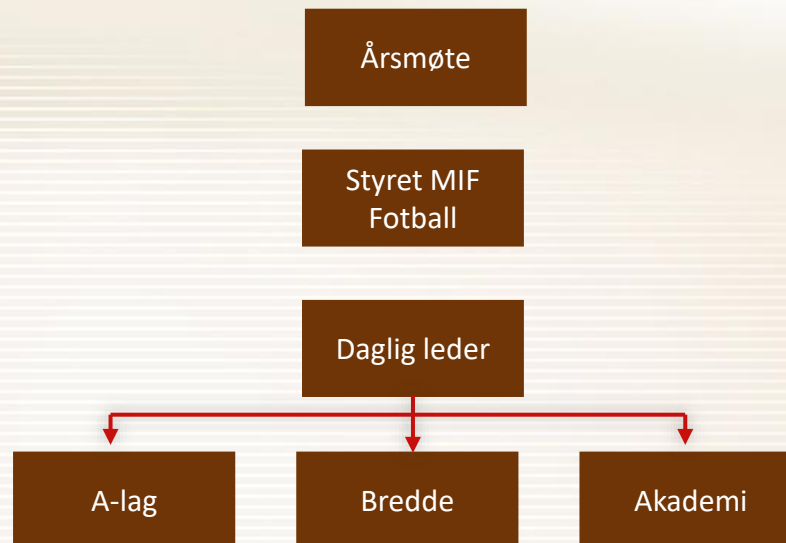 Årsmøte
Styret MIF
Fotball
Daglig leder
A-lag
Bredde
Akademi